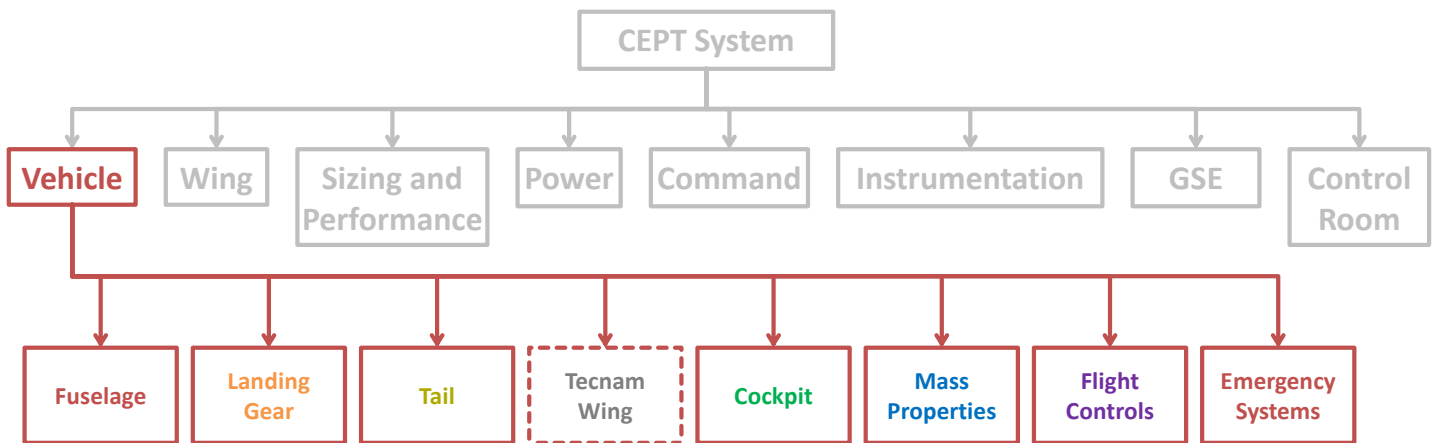 CEPT System
Vehicle
Wing
Sizing and
Performance
Power
Command
Instrumentation
GSE
Control
Room
Fuselage
Landing
Gear
Tail
Tecnam
Wing
Cockpit
Mass
Properties
Flight
Controls
Emergency
Systems